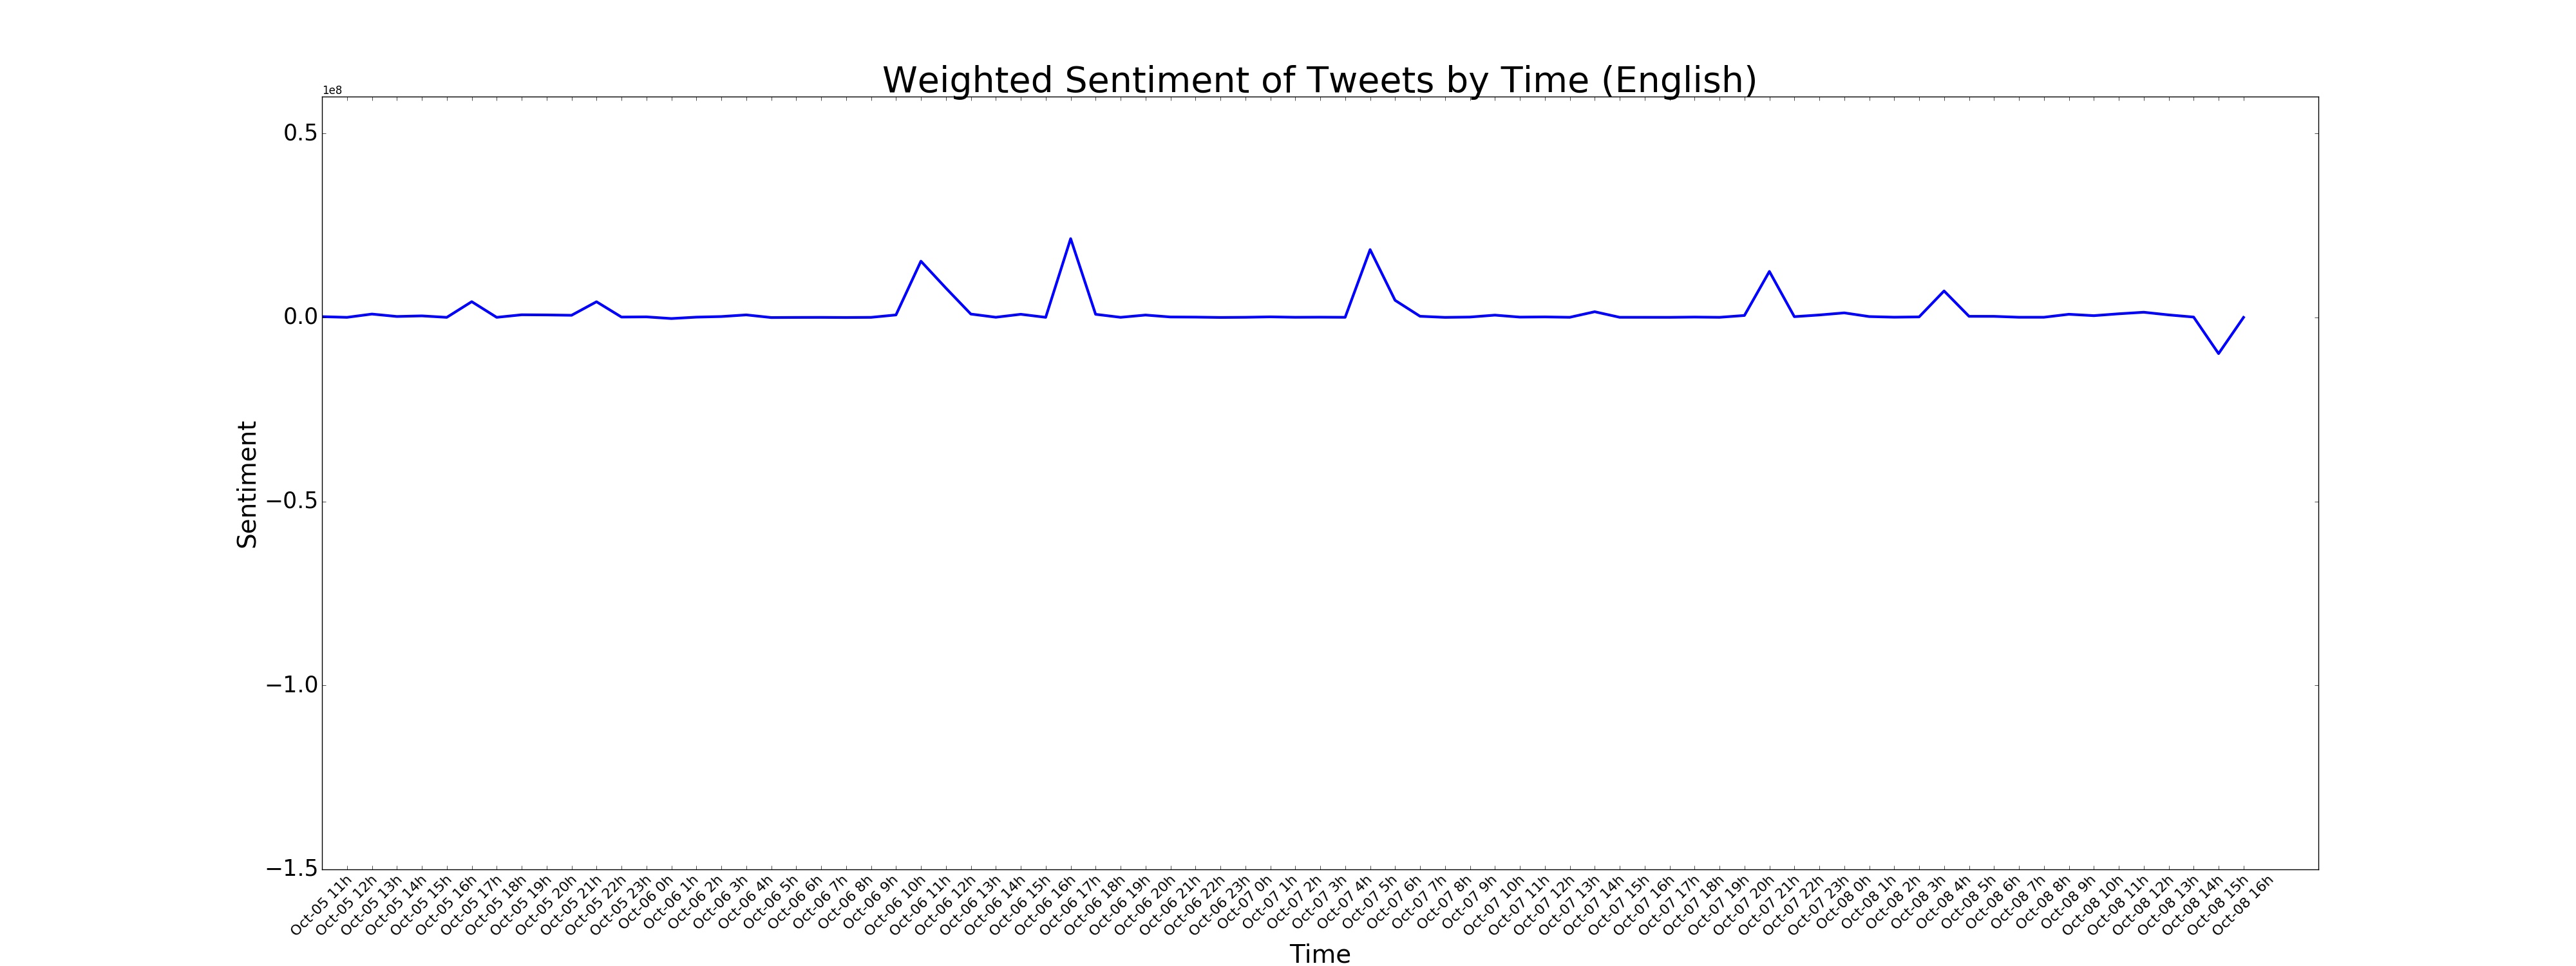 Weighted Sentiment of Tweets by Time (English)
1e8
0.5
0.0
−0.5
−1.0
−1.5
Sentiment
Oct-05 11h
Oct-05 12h
Oct-05 13h
Oct-05 14h
Oct-05 15h
Oct-05 16h
Oct-05 17h
Oct-05 18h
Oct-05 19h
Oct-05 20h
Oct-05 21h
Oct-05 22h
Oct-05 23h
Oct-06 0h
Oct-06 1h
Oct-06 2h
Oct-06 3h
Oct-06 4h
Oct-06 5h
Oct-06 6h
Oct-06 7h
Oct-06 8h
Oct-06 9h
Oct-06 10h
Oct-06 11h
Oct-06 12h
Oct-06 13h
Oct-06 14h
Oct-06 15h
Oct-06 16h
Oct-06 17h
Oct-06 18h
Oct-06 19h
Oct-06 20h
Oct-06 21h
Oct-06 22h
Oct-06 23h
Oct-07 0h
Oct-07 1h
Oct-07 2h
Oct-07 3h
Oct-07 4h
Oct-07 5h
Oct-07 6h
Oct-07 7h
Oct-07 8h
Oct-07 9h
Oct-07 10h
Oct-07 11h
Oct-07 12h
Oct-07 13h
Oct-07 14h
Oct-07 15h
Oct-07 16h
Oct-07 17h
Oct-07 18h
Oct-07 19h
Oct-07 20h
Oct-07 21h
Oct-07 22h
Oct-07 23h
Oct-08 0h
Oct-08 1h
Oct-08 2h
Oct-08 3h
Oct-08 4h
Oct-08 5h
Oct-08 6h
Oct-08 7h
Oct-08 8h
Oct-08 9h
Oct-08 10h
Oct-08 11h
Oct-08 12h
Oct-08 13h
Oct-08 14h
Oct-08 15h
Oct-08 16h
Time